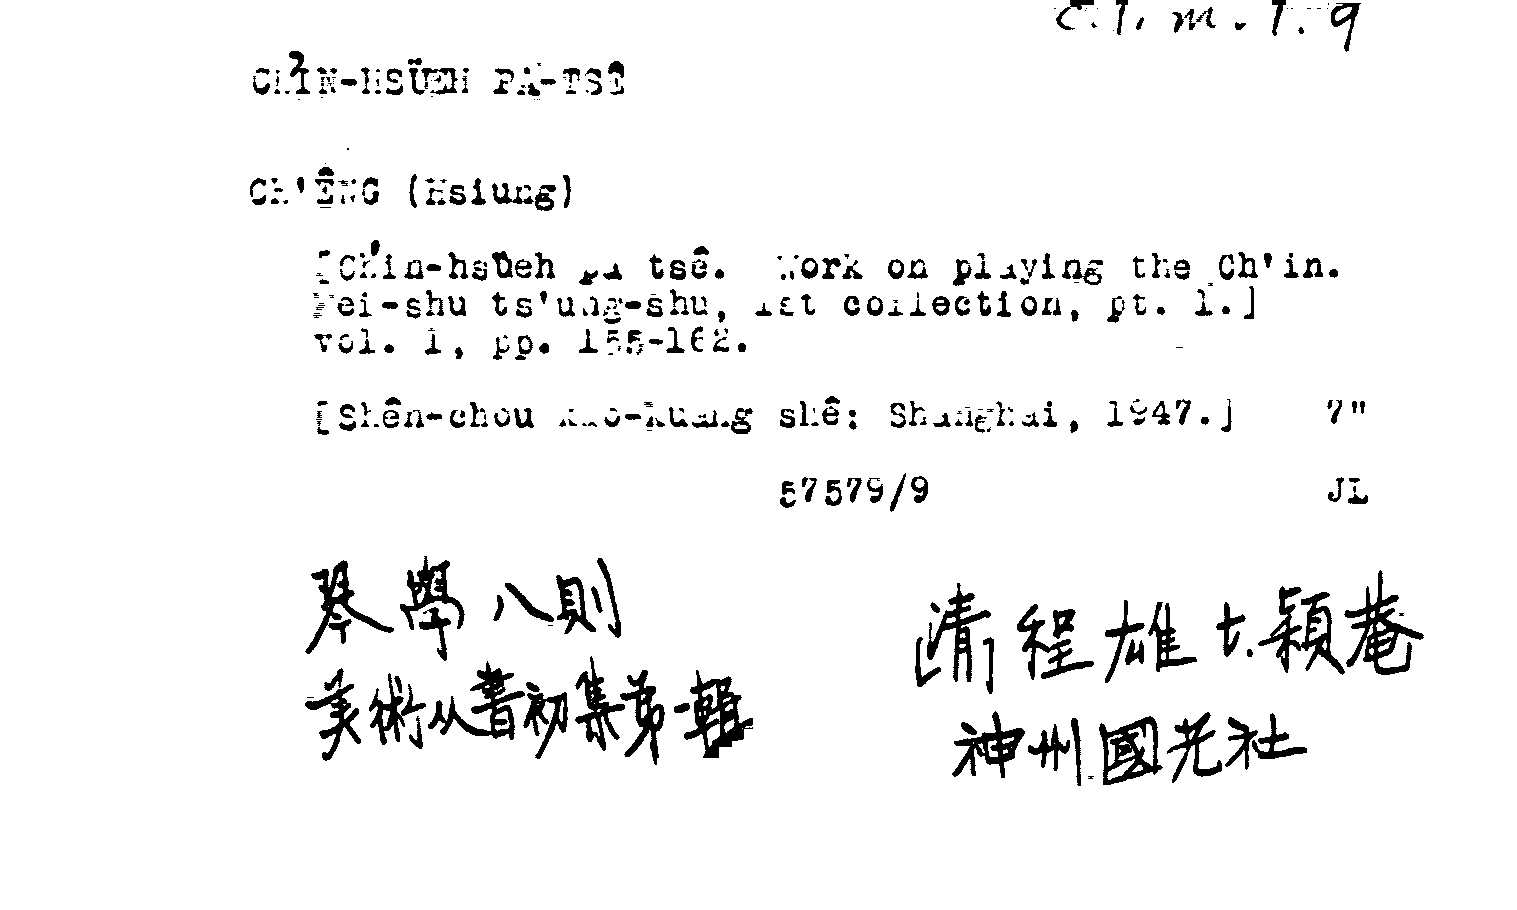 C.1. m. 1. 9
CH'IN-HSÜEH PA-TSÊ
CH'ÊNG (Hsiung)
[Ch'in-hsüeh pa tsê. Work on playing the Ch'in.
Mei-shu ts'ung-shu, 1st collection, pt. 1.]
vol. 1, pp. 155-162.
[Shên-chou kuo-kuang shê: Shanghai, 1947.] 7"
57579/9 JL
琴學八則
[清] 程雄 t. 穎菴
美術丛書初集第一輯
神州國光社